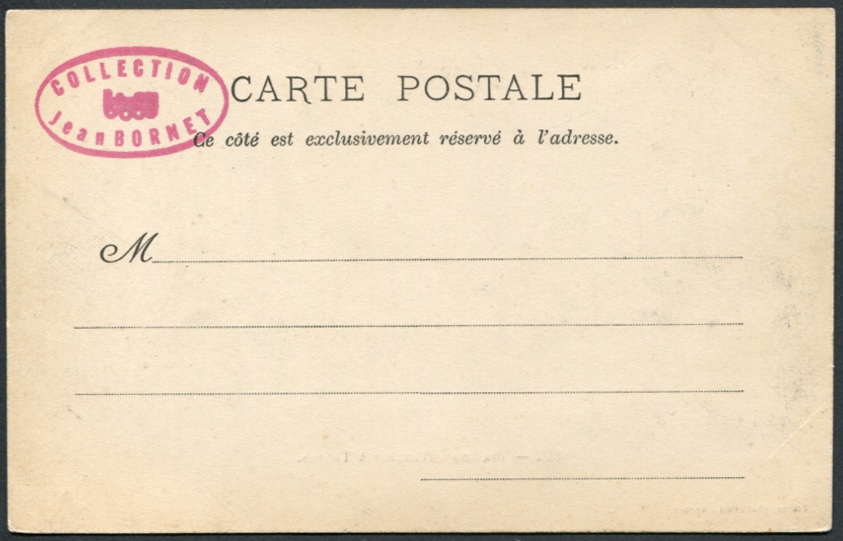 COLLECTION
Jean BORNET
CARTE POSTALE
Ce côté est exclusivement réservé à l'adresse.
M